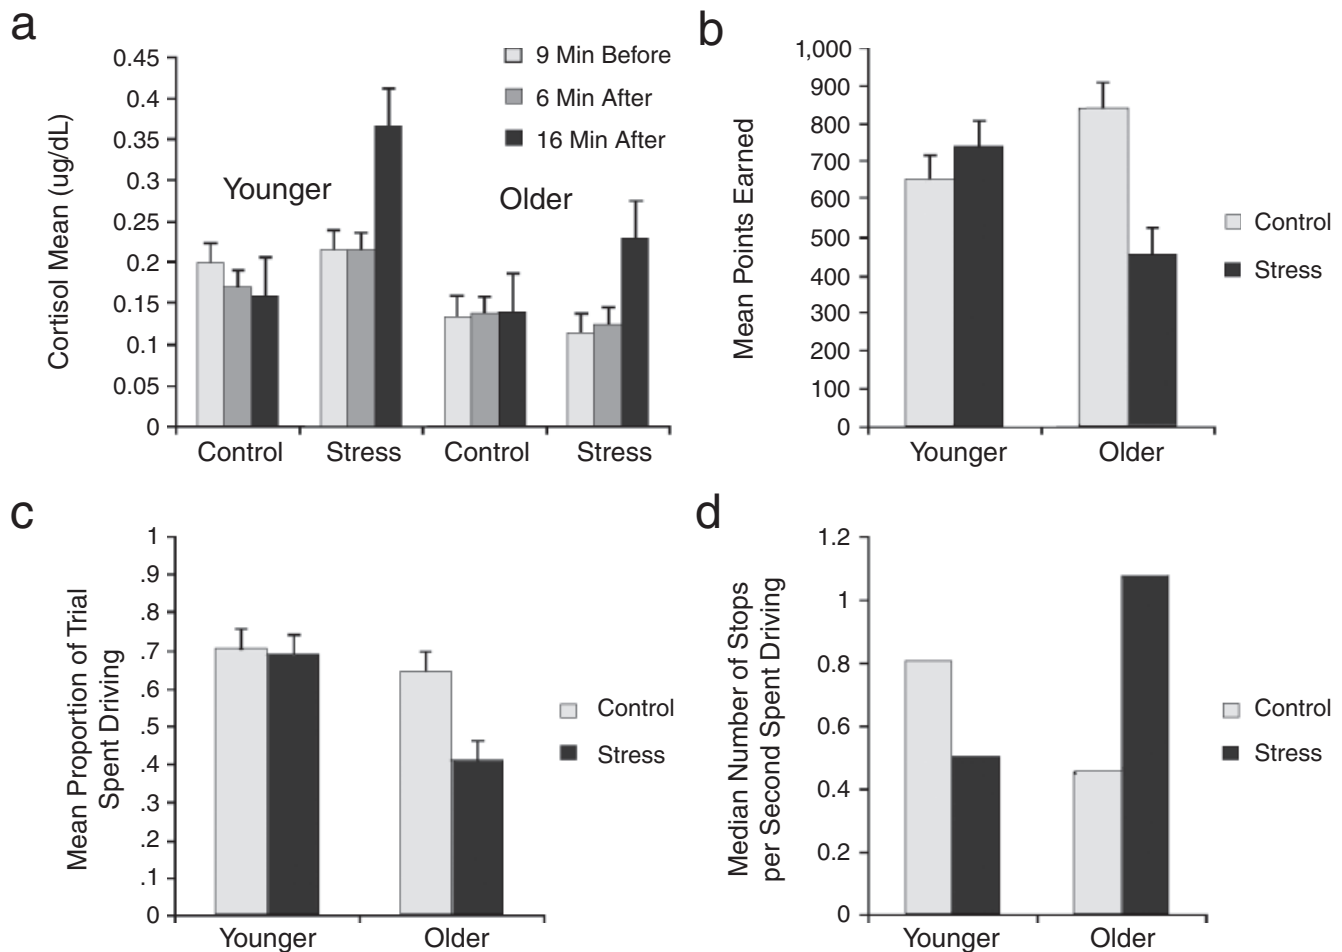 a
Cortisol Mean (ug/dL)
0.45
0.4
0.35
0.3
0.25
0.2
0.15
0.1
0.05
0
9 Min Before
6 Min After
16 Min After
Younger
Older
Control
Stress
Control
Stress
b
Mean Points Earned
1,000
900
800
700
600
500
400
300
200
100
0
Younger
Older
Control
Stress
c
Mean Proportion of Trial
Spent Driving
1
.9
.8
.7
.6
.5
.4
.3
.2
.1
0
Younger
Older
Control
Stress
d
Median Number of Stops
per Second Spent Driving
1.2
1
0.8
0.6
0.4
0.2
0
Younger
Older
Control
Stress